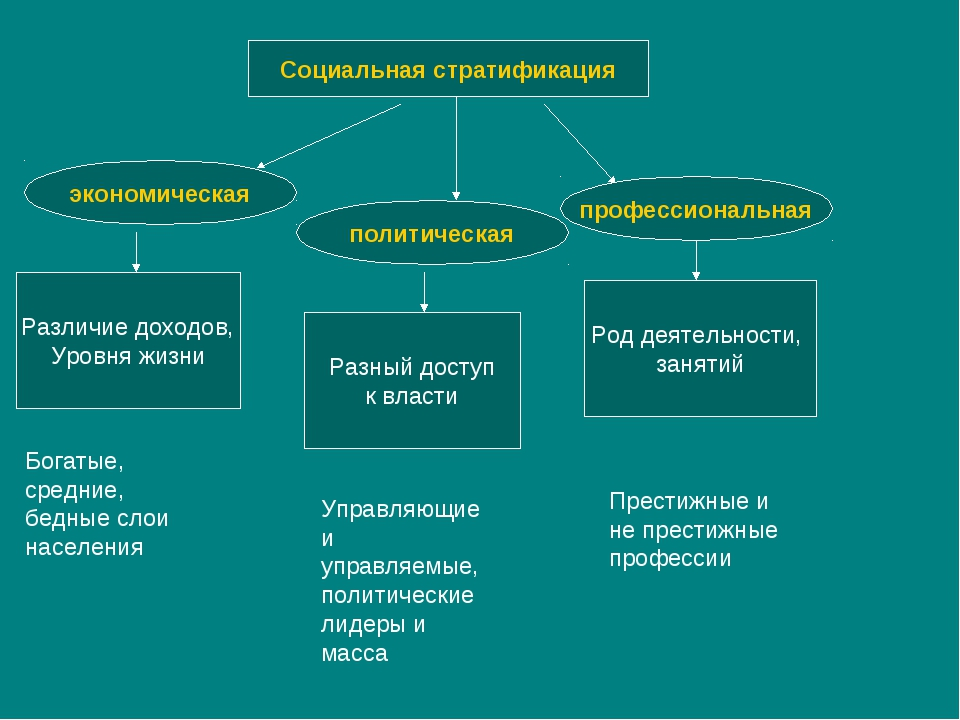 Социальная стратификация
экономическая
политическая
профессиональная
Различие доходов,
Уровня жизни
Разный доступ
к власти
Род деятельности,
занятий
Богатые,
средние,
бедные слои
населения
Управляющие
и
управляемые,
политические
лидеры и
масса
Престижные и
не престижные
профессии